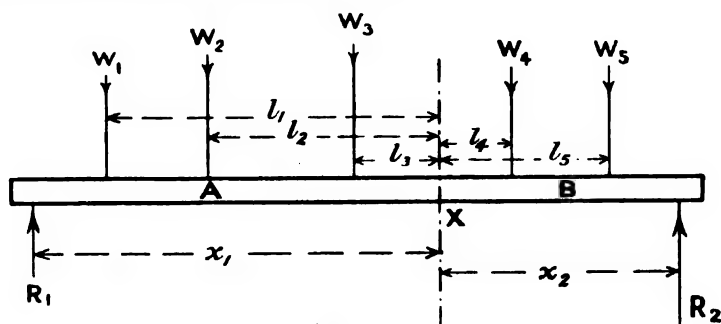 W₁ W₂ W₃ W₄ W₅
l₁
l₂ l₄
l₃ l₅
A B
X
x₁ x₂
R₁ R₂